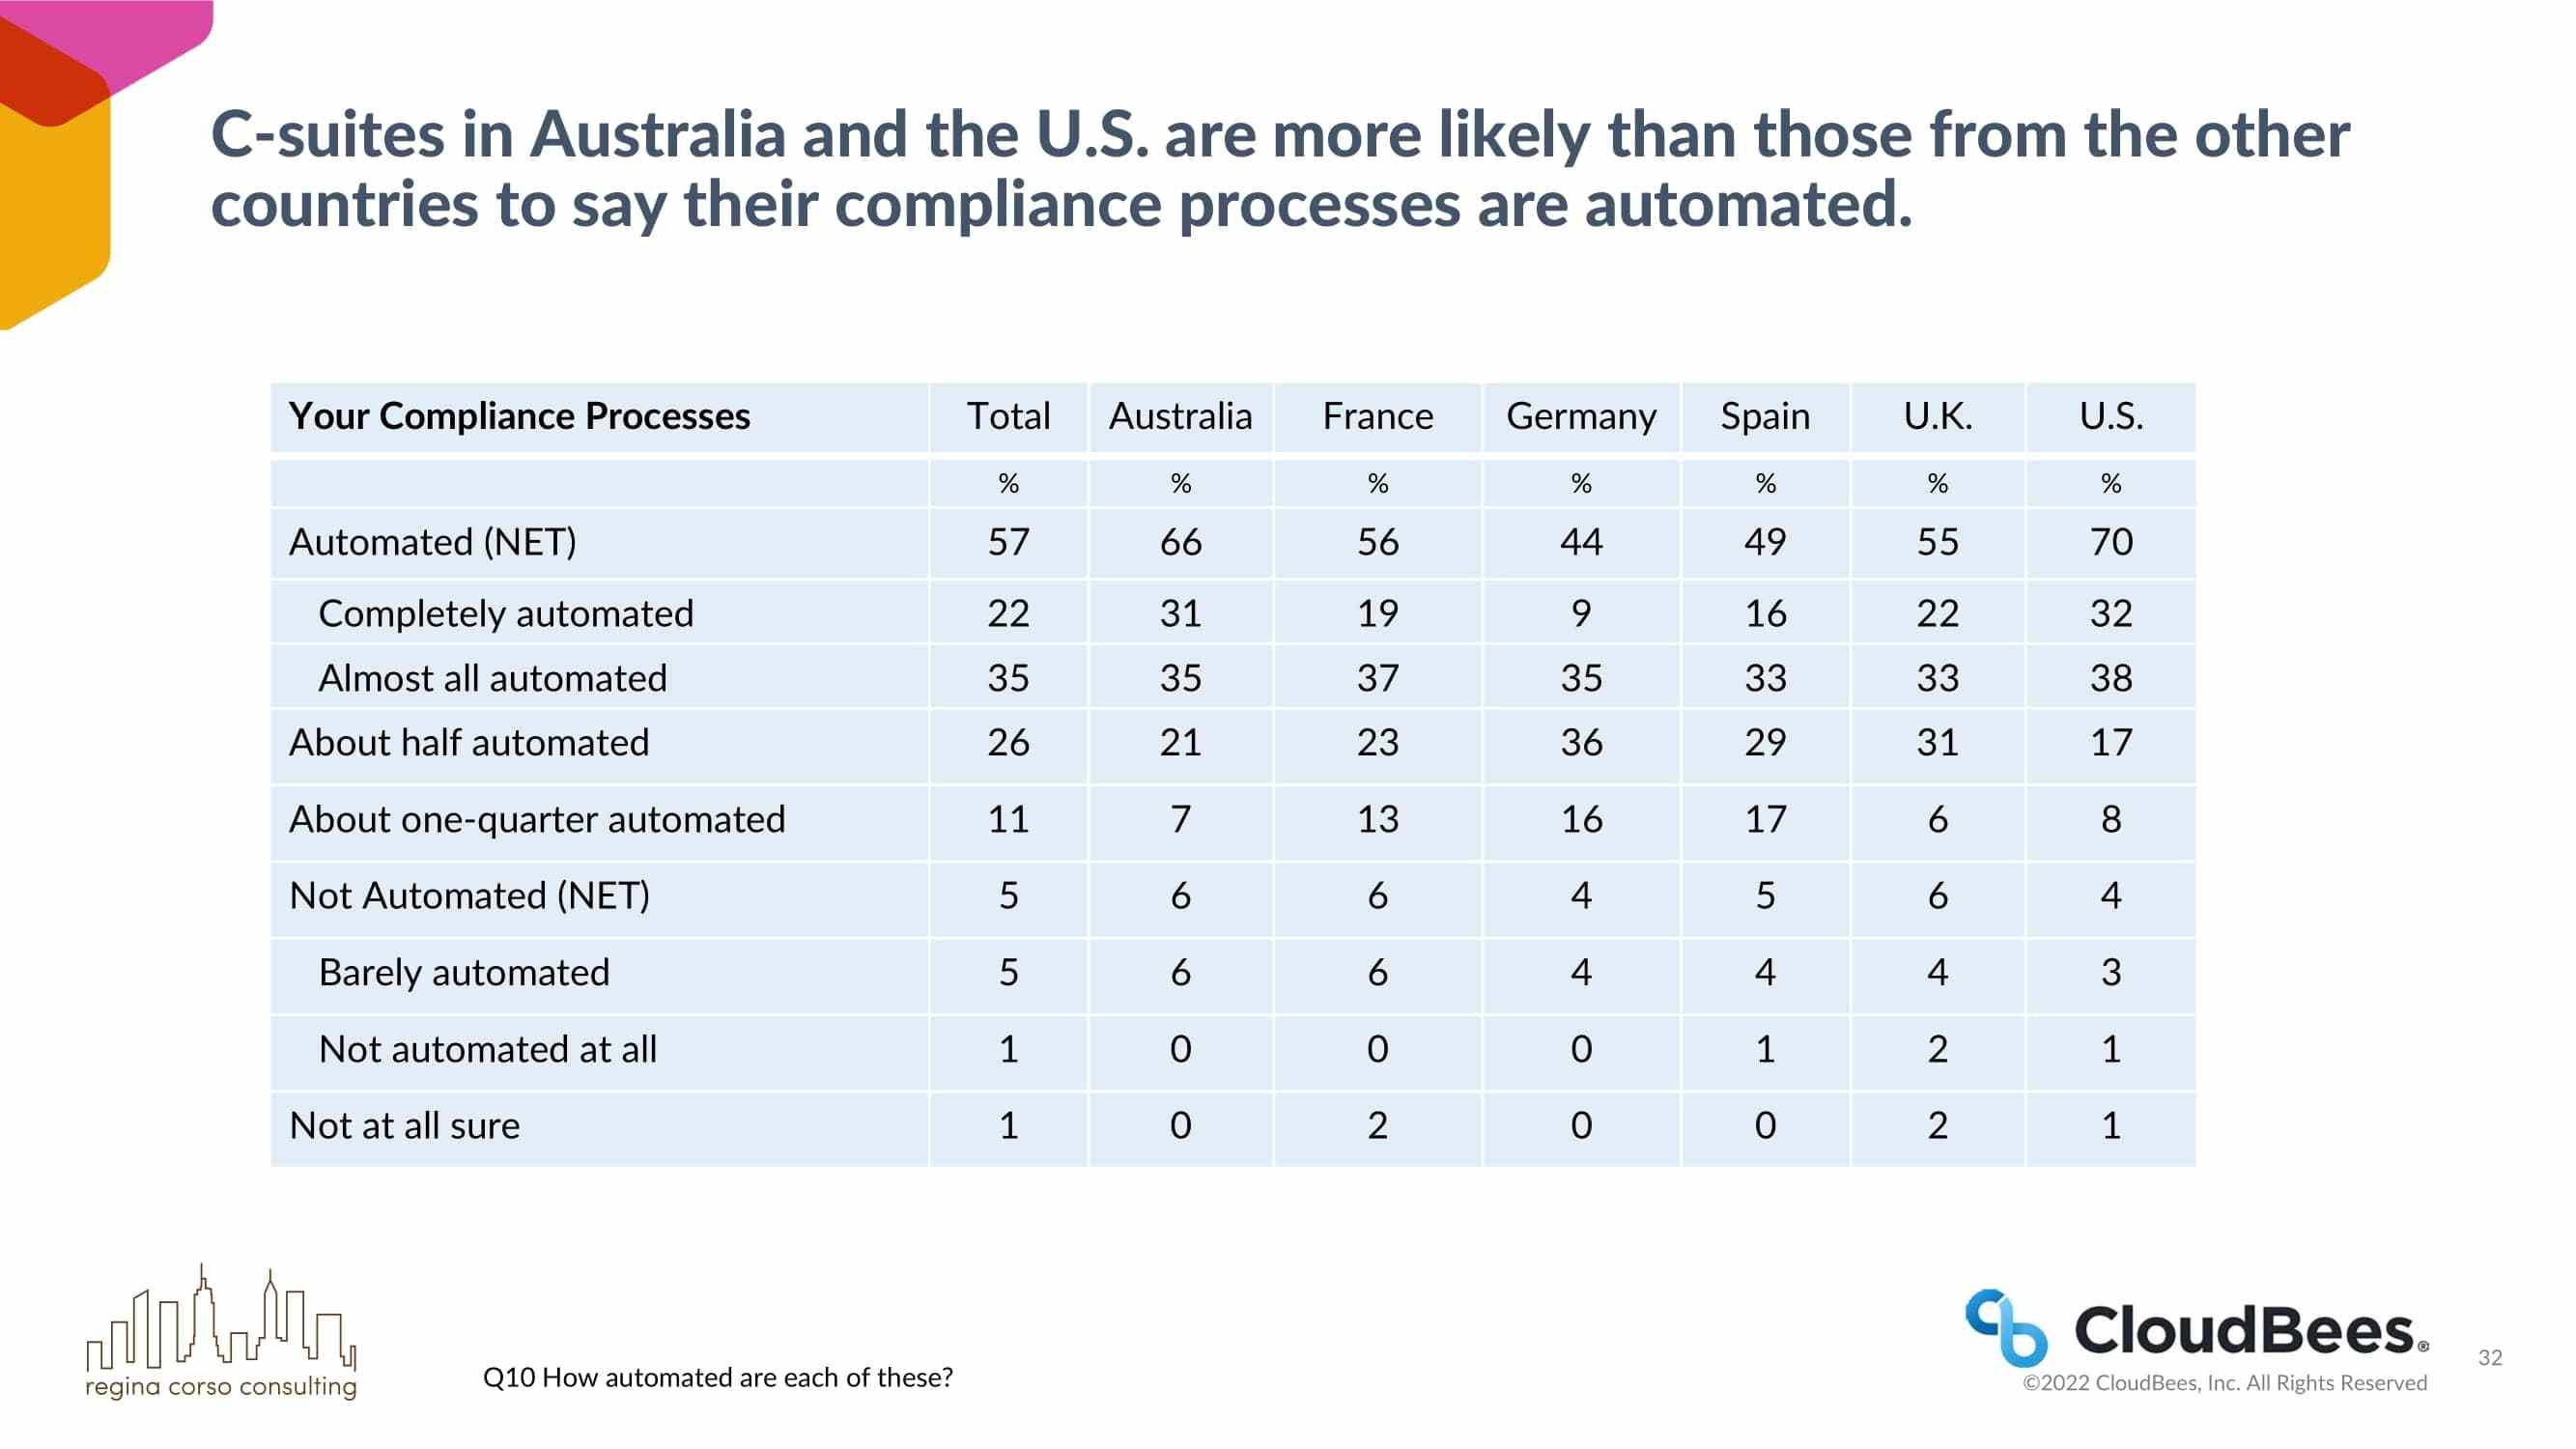 C-suites in Australia and the U.S. are more likely than those from the other
countries to say their compliance processes are automated.
Your Compliance Processes Total Australia France Germany Spain U.K. U.S.
% % % % % % %
Automated (NET) 57 66 56 44 49 55 70
Completely automated 22 31 19 9 16 22 32
Almost all automated 35 35 37 35 33 33 38
About half automated 26 21 23 36 29 31 17
About one-quarter automated 11 7 13 16 17 6 8
Not Automated (NET) 5 6 6 4 5 6 4
Barely automated 5 6 6 4 4 4 3
Not automated at all 1 0 0 0 1 2 1
Not at all sure 1 0 2 0 0 2 1
regina corso consulting
Q10 How automated are each of these?
CloudBees®
©2022 CloudBees, Inc. All Rights Reserved
32